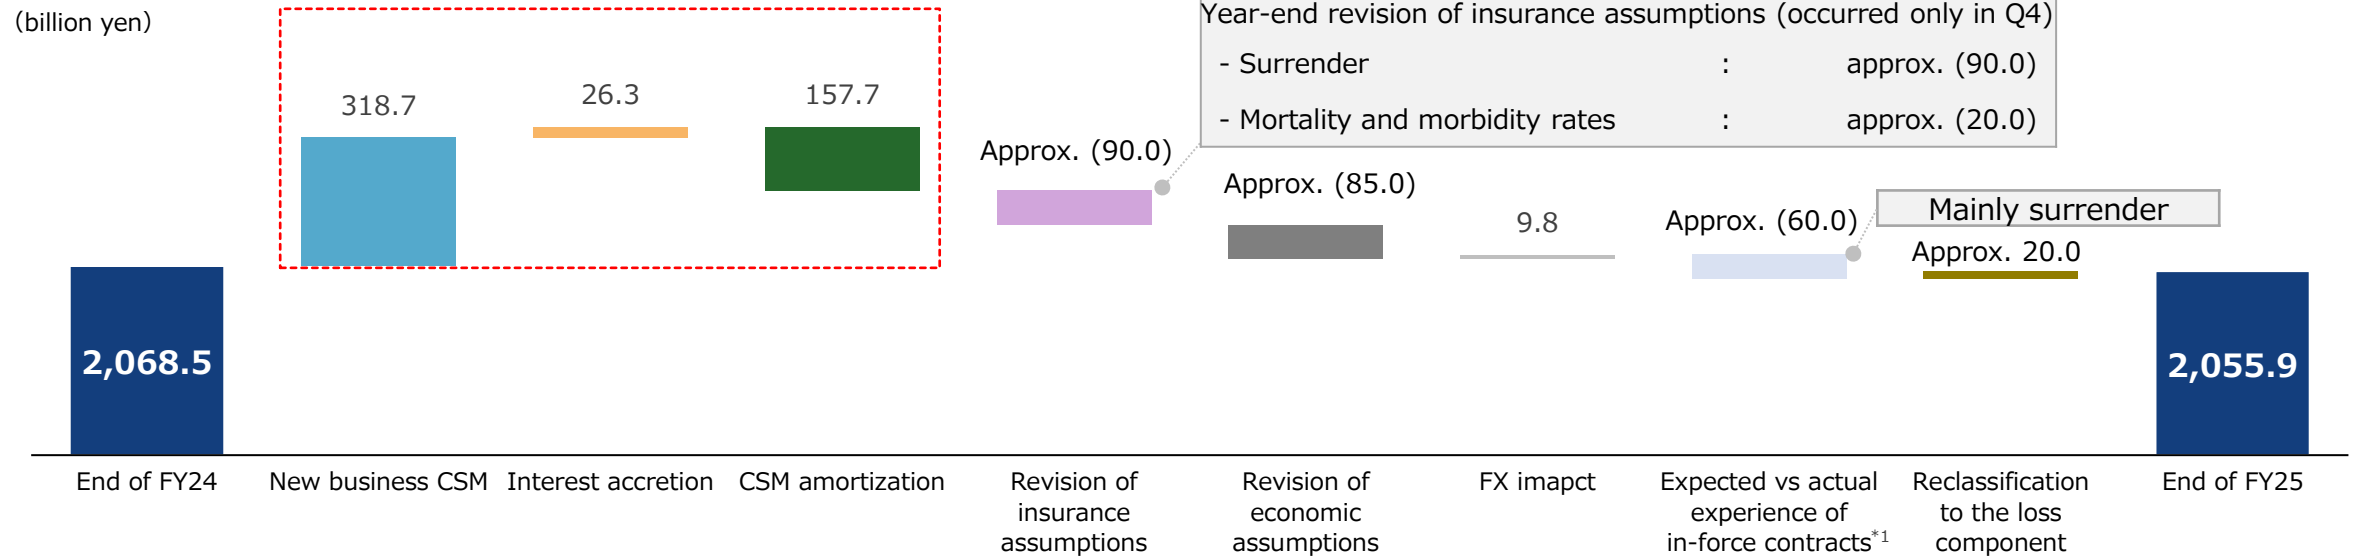 （billion yen）
Year-end revision of insurance assumptions (occurred only in Q4)
- Surrender : approx. (90.0)
- Mortality and morbidity rates : approx. (20.0)
318.7
26.3
157.7
Approx. (90.0)
Approx. (85.0)
9.8
Approx. (60.0)
Mainly surrender
Approx. 20.0
2,068.5
2,055.9
End of FY24
New business CSM
Interest accretion
CSM amortization
Revision of
insurance
assumptions
Revision of
economic
assumptions
FX imapct
Expected vs actual
experience of
in-force contracts*1
Reclassification
to the loss
component
End of FY25